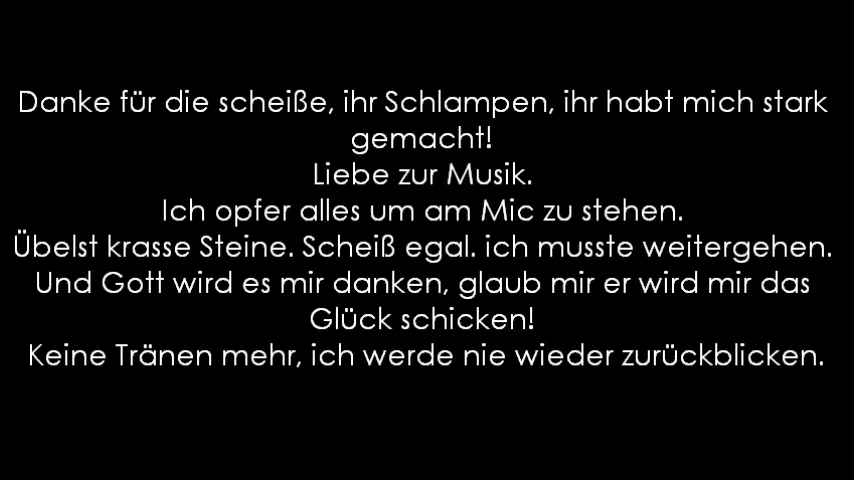 Danke für die scheiße, ihr Schlampen, ihr habt mich stark
gemacht!
Liebe zur Musik.
Ich opfer alles um am Mic zu stehen.
Übelst krasse Steine. Scheiß egal. ich musste weitergehen.
Und Gott wird es mir danken, glaub mir er wird mir das
Glück schicken!
Keine Tränen mehr, ich werde nie wieder zurückblicken.